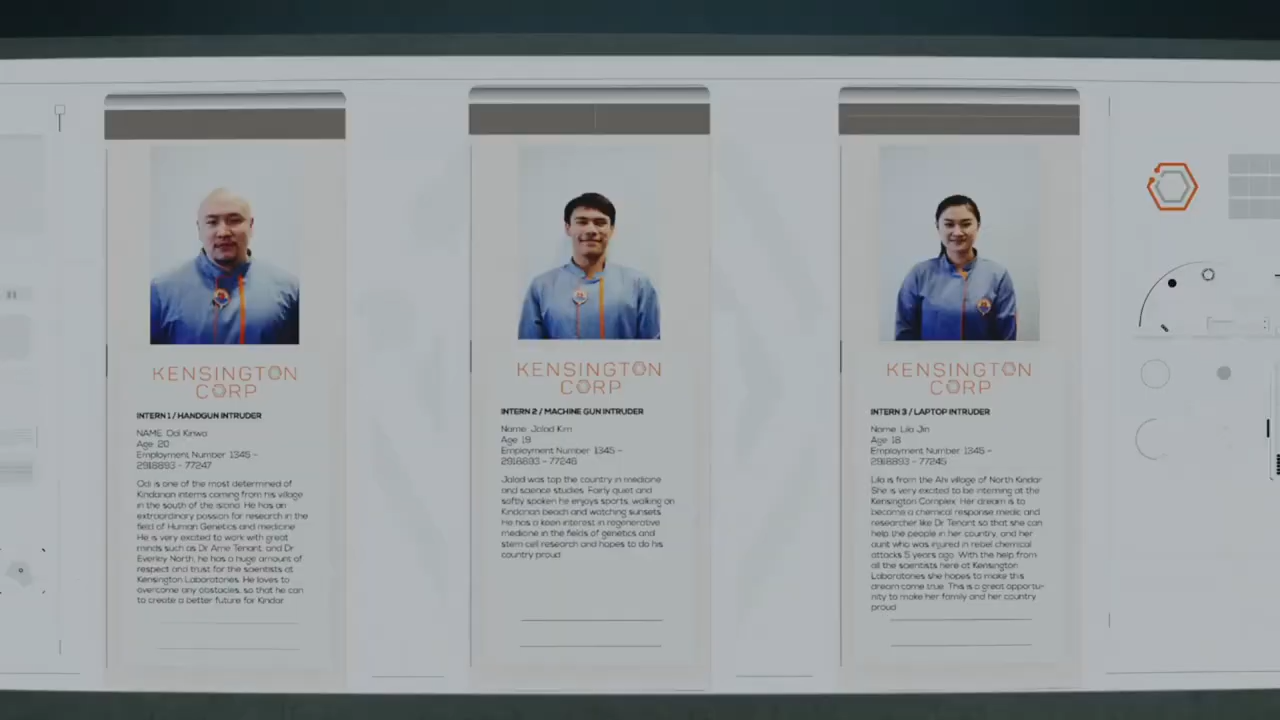 KENSINGTON
CORP
INTERN 1 / HANDGUN INTRUDER
NAME: Odi Kinwa
Age: 20
Employment Number 1345 –
2918893 - 77247
Odi is one of the most determined of
Kindanan interns coming from his village
in the south of the island. He has an
extraordinary passion for research in the
field of Human Genetics and medicine
He is very excited to work with great
minds such as Dr Arne Tenant, and Dr
Everley North, he has a huge amount of
respect and trust for the scientists at
Kensington Laboratories. He loves to
overcome any obstacles, so that he can
to create a better future for Kindar
KENSINGTON
CORP
INTERN 2 / MACHINE GUN INTRUDER
Name: Jalad Kim
Age: 19
Employment Number 1345 –
2918893 - 77246
Jalad was top the country in medicine
and science studies. Fairly quiet and
softly spoken he enjoys sports, walking on
Kindanan beach and watching sunsets
He has a keen interest in regenerative
medicine in the fields of genetics and
stem cell research and hopes to do his
country proud
KENSINGTON
CORP
INTERN 3 / LAPTOP INTRUDER
Name: Lila Jin
Age: 18
Employment Number 1345 –
2918893 - 77245
Lila is from the Ahi village of North Kindar
She is very excited to be interning at the
Kensington Complex. Her dream is to
become a chemical response medic and
researcher like Dr Tenant so that she can
help the people in her country, and her
aunt who was injured in rebel chemical
attacks 5 years ago. With the help from
all the scientists here at Kensington
Laboratories she hopes to make this
dream come true. This is a great opportu-
nity to make her family and her country
proud